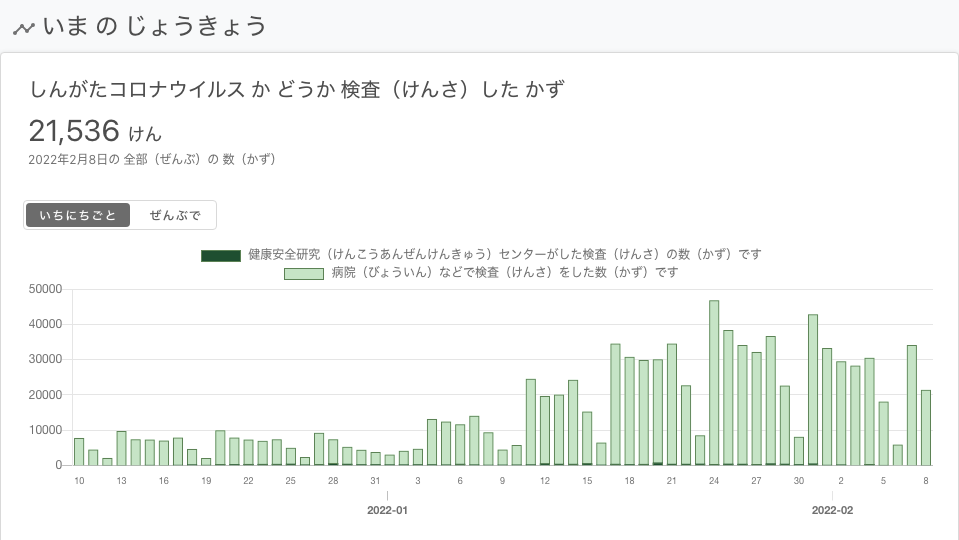 いま の じょうきょう
しんがたコロナウイルス か どうか 検査（けんさ）した かず
21,536 けん
2022年2月8日の 全部（ぜんぶ）の 数（かず）
いちにちごと ぜんぶで
健康安全研究（けんこうあんぜんけんきゅう）センターがした検査（けんさ）の数（かず）です
病院（びょういん）などで検査（けんさ）をした数（かず）です
50000
40000
30000
20000
10000
0
10 13 16 19 22 25 28 31 3 6 9 12 15 18 21 24 27 30 2 5 8
2022-01 2022-02